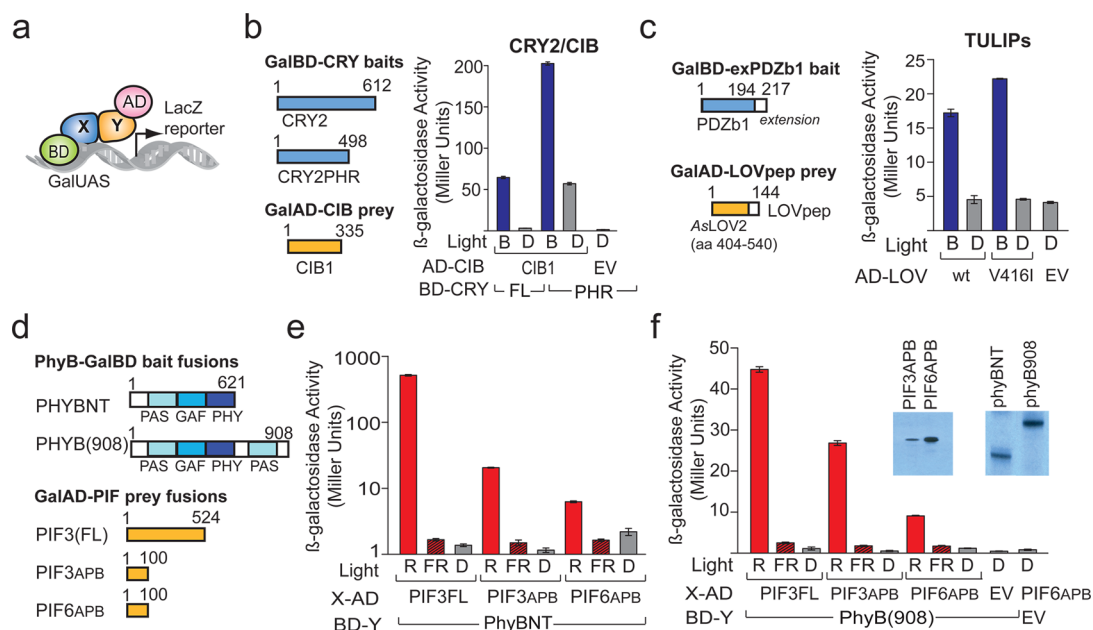 a
AD
X
Y
BD
LacZ
reporter
GalUAS
b
CRY2/CIB
GalBD-CRY baits
1 612
CRY2
1 498
CRY2PHR
GalAD-CIB prey
1 335
CIB1
ß-galactosidase Activity
(Miller Units)
200
150
100
50
Light B D B D D
AD-CIB CIB1 EV
BD-CRY FL PHR
c
TULIPs
GalBD-exPDZb1 bait
1 194 217
PDZb1 extension
GalAD-LOVpep prey
1 144
LOVpep
AsLOV2
(aa 404-540)
ß-galactosidase Activity
(Miller Units)
25
20
15
10
5
0
Light B D B D D
AD-LOV wt V416I EV
d
PhyB-GalBD bait fusions
1 621
PHYBNT
PAS GAF PHY
1 908
PHYB(908)
PAS GAF PHY PAS
GalAD-PIF prey fusions
1 524
PIF3(FL)
1 100
PIF3APB
1 100
PIF6APB
e
ß-galactosidase Activity
(Miller Units)
1000
100
10
1
Light R FR D R FR D R FR D
X-AD PIF3FL PIF3APB PIF6APB
BD-Y PhyBNT
f
ß-galactosidase Activity
(Miller Units)
50
40
30
20
10
PIF3APB
PIF6APB
phyBNT
phyB908
Light R FR D R FR D R FR D D D
X-AD PIF3FL PIF3APB PIF6APB EV PIF6APB
BD-Y PhyB(908) EV